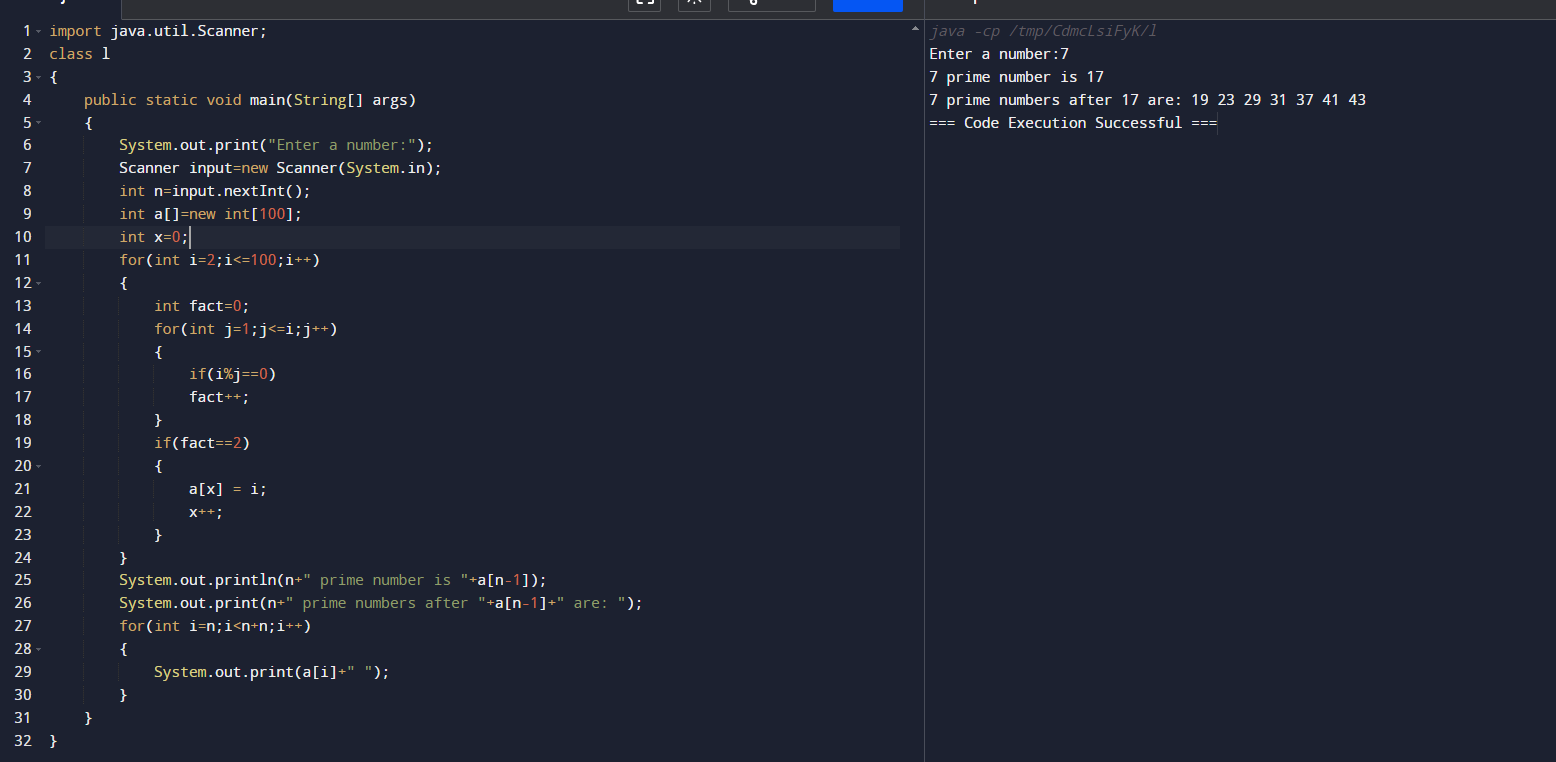 1 import java.util.Scanner;
2 class l
3 {
4 public static void main(String[] args)
5 {
6 System.out.print("Enter a number:");
7 Scanner input=new Scanner(System.in);
8 int n=input.nextInt();
9 int a[]=new int[100];
10 int x=0;
11 for(int i=2;i<=100;i++)
12 {
13 int fact=0;
14 for(int j=1;j<=i;j++)
15 {
16 if(i%j==0)
17 fact++;
18 }
19 if(fact==2)
20 {
21 a[x] = i;
22 x++;
23 }
24 }
25 System.out.println(n+" prime number is "+a[n-1]);
26 System.out.print(n+" prime numbers after "+a[n-1]+" are: ");
27 for(int i=n;i<n+n;i++)
28 {
29 System.out.print(a[i]+" ");
30 }
31 }
32 }
java -cp /tmp/CdmcLsiFyK/l
Enter a number:7
7 prime number is 17
7 prime numbers after 17 are: 19 23 29 31 37 41 43
=== Code Execution Successful ===